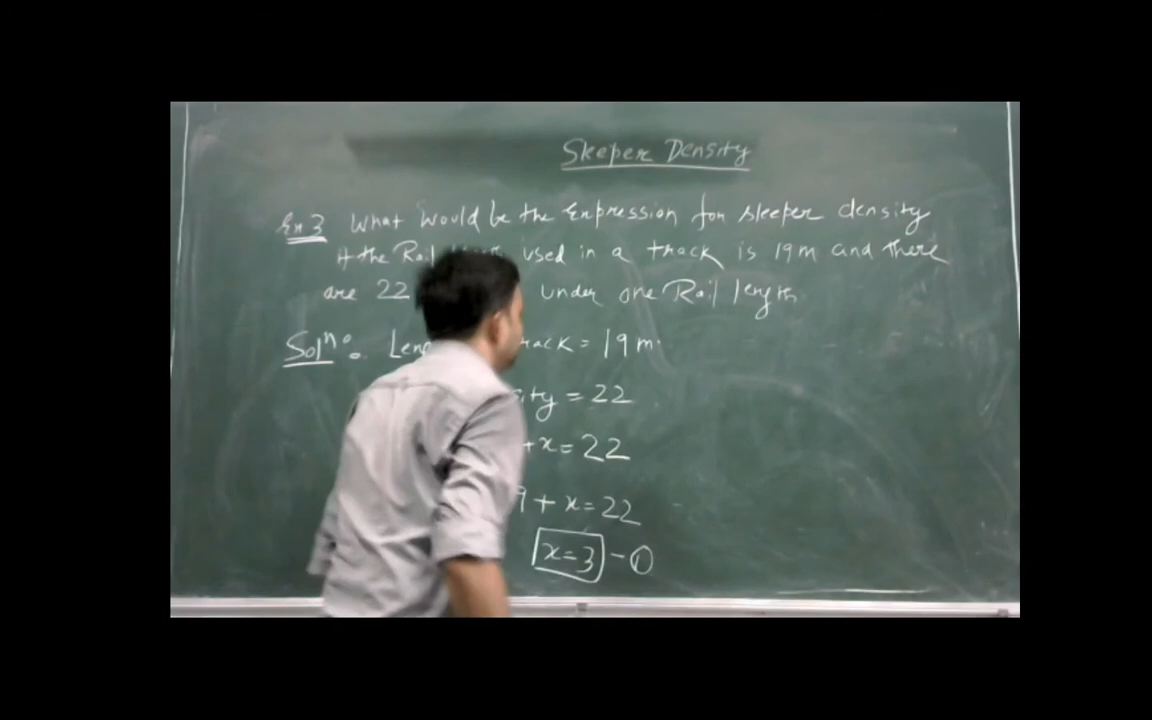 Sleeper Density
Ex 3 What would be the Expression for sleeper density
if the Rail used in a track is 19m and there
are 22 under one Rail length
Solⁿ: = 19m.
= 22
+ x = 22
9 + x = 22
x = 3 - ①